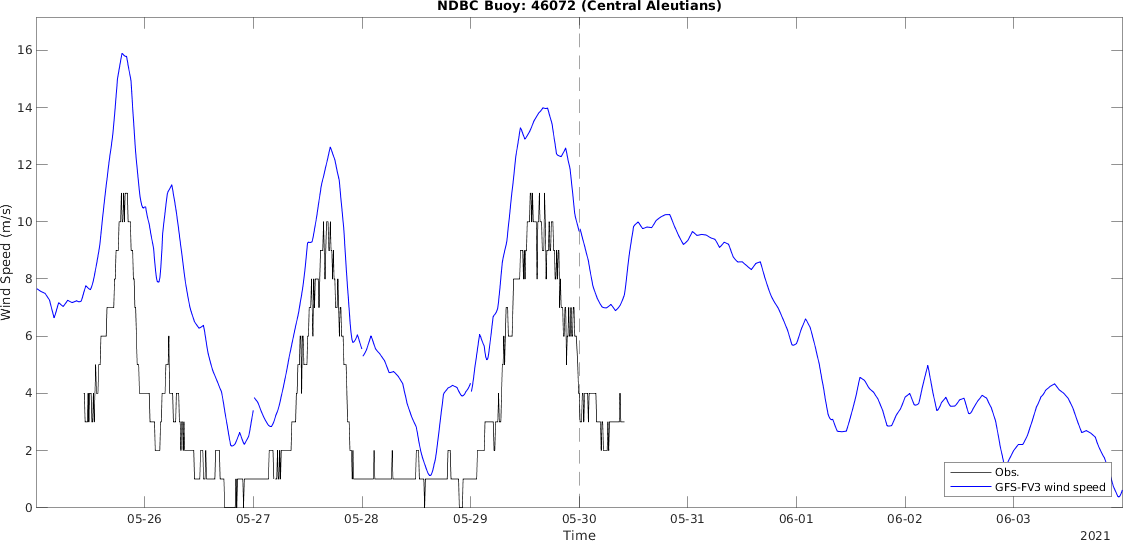 NDBC Buoy: 46072 (Central Aleutians)
16
14
12
10
8
6
4
2
0
Wind Speed (m/s)
05-26 05-27 05-28 05-29 05-30 05-31 06-01 06-02 06-03
Time
2021
Obs.
GFS-FV3 wind speed